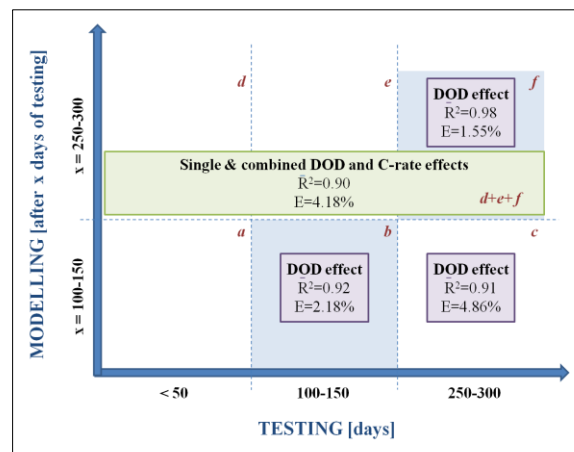 MODELLING [after x days of testing]
x = 250-300
x = 100-150
d
e
f
DOD effect
R̄²=0.98
E=1.55%
Single & combined DOD and C-rate effects
R̄²=0.90
E=4.18%
d+e+f
a
b
c
DOD effect
R̄²=0.92
E=2.18%
DOD effect
R̄²=0.91
E=4.86%
< 50
100-150
250-300
TESTING [days]